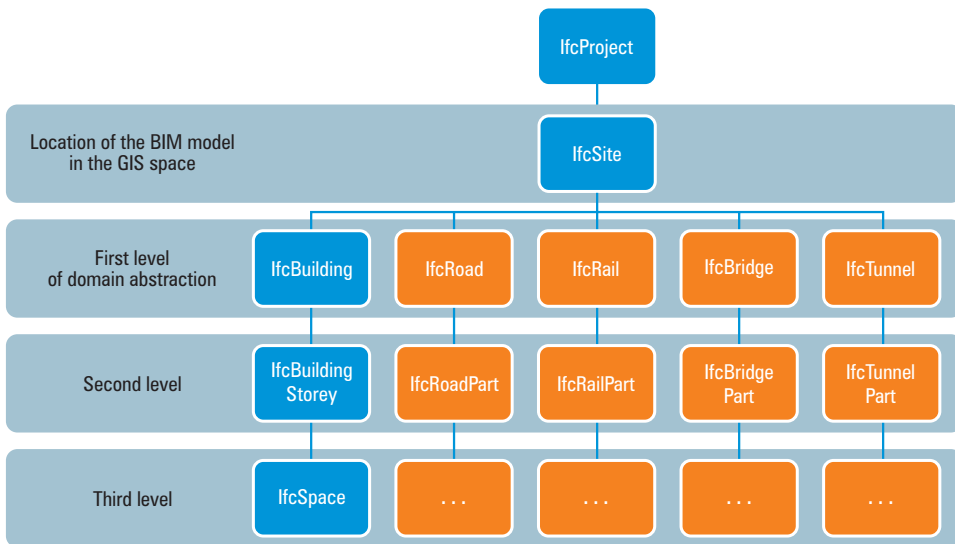 IfcProject
Location of the BIM model
in the GIS space
IfcSite
First level
of domain abstraction
IfcBuilding
IfcRoad
IfcRail
IfcBridge
IfcTunnel
Second level
IfcBuilding
Storey
IfcRoadPart
IfcRailPart
IfcBridge
Part
IfcTunnel
Part
Third level
IfcSpace
. . .
. . .
. . .
. . .